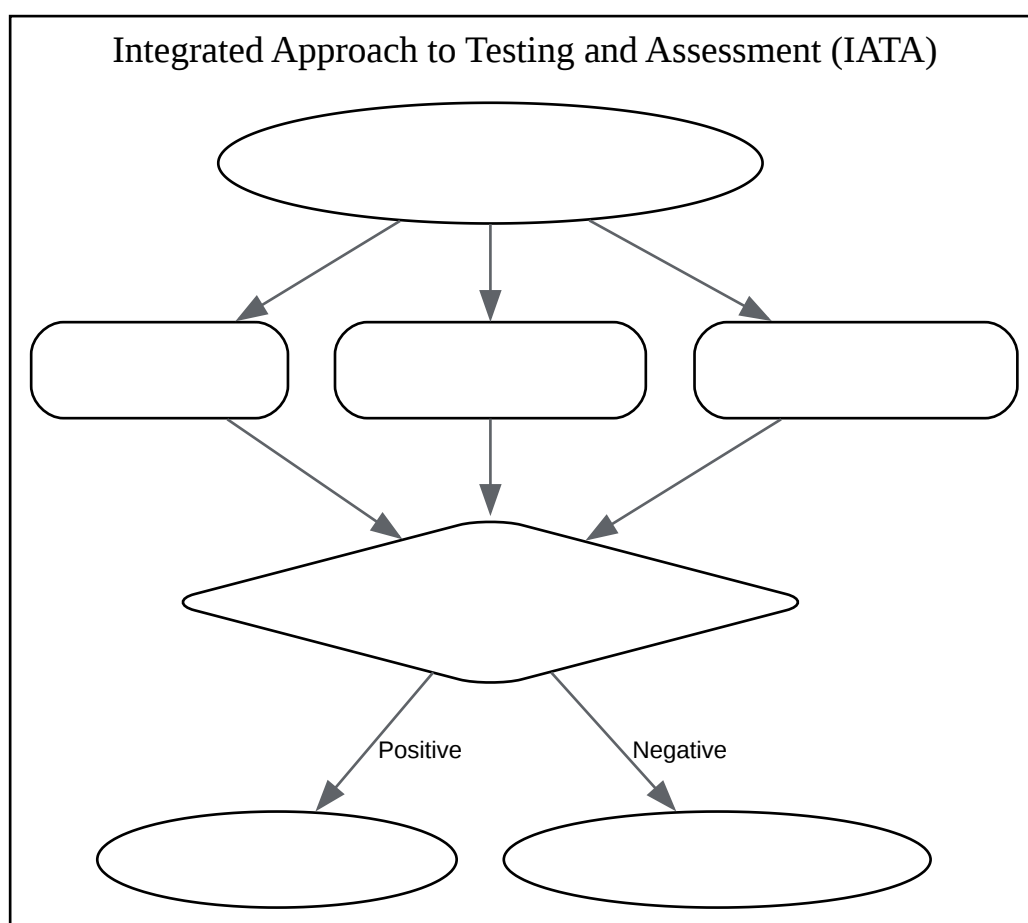 Integrated Approach to Testing and Assessment (IATA)
Positive
Negative